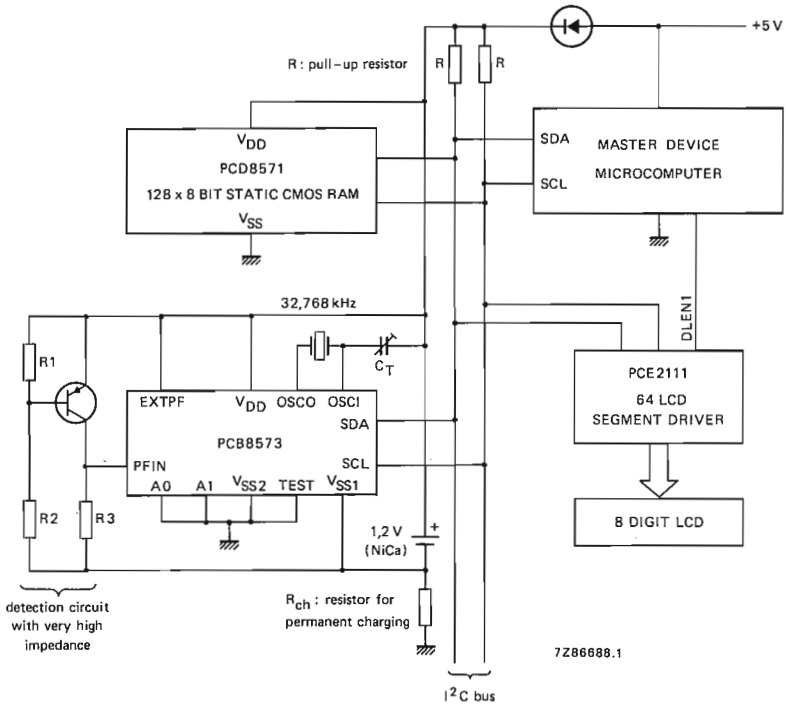 +5 V
R : pull-up resistor
R
R
VDD
PCD8571
128 x 8 BIT STATIC CMOS RAM
VSS
SDA
SCL
MASTER DEVICE
MICROCOMPUTER
DLEN1
32,768 kHz
CT
R1
EXTPF
VDD
OSCO
OSCI
SDA
PCB8573
PFIN
SCL
A0
A1
VSS2
TEST
VSS1
R2
R3
PCE2111
64 LCD
SEGMENT DRIVER
8 DIGIT LCD
1,2 V
(NiCa)
+
Rch : resistor for
permanent charging
detection circuit
with very high
impedance
7Z86688.1
I²C bus